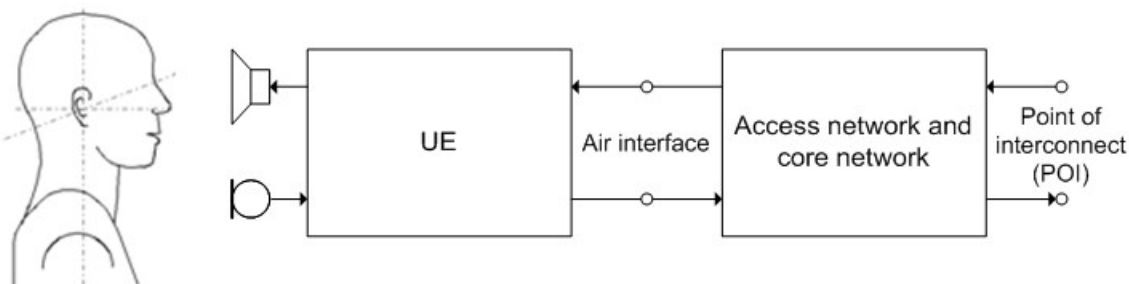 UE
Air interface
Access network and
core network
Point of
interconnect
(POI)